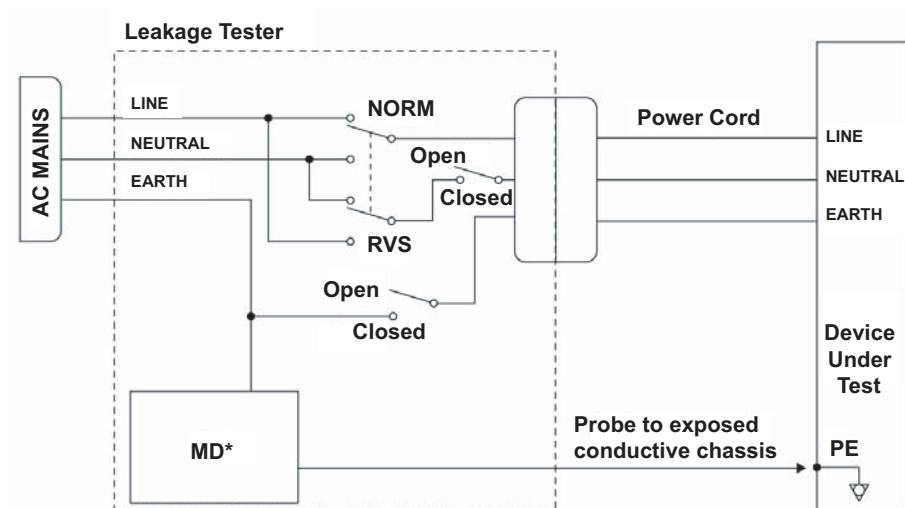 Leakage Tester
AC MAINS
LINE
NEUTRAL
EARTH
NORM
RVS
Open
Closed
Open
Closed
Power Cord
LINE
NEUTRAL
EARTH
Device
Under
Test
MD*
Probe to exposed
conductive chassis
PE